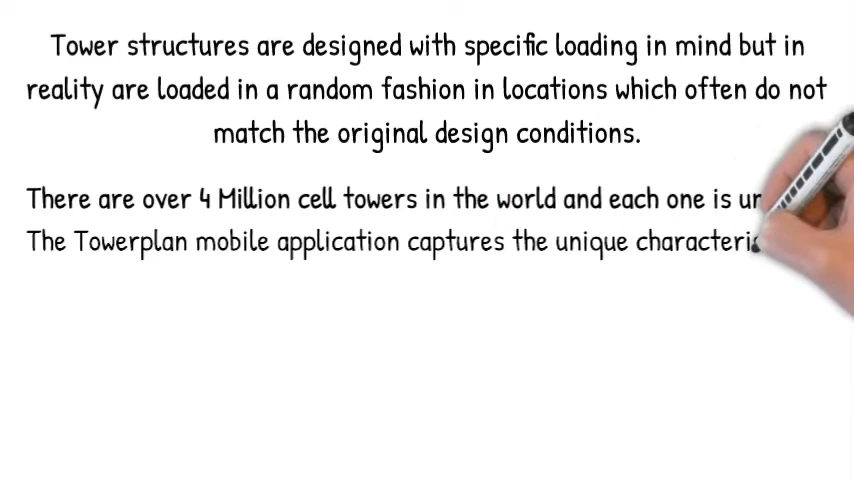 Tower structures are designed with specific loading in mind but in
reality are loaded in a random fashion in locations which often do not
match the original design conditions.
There are over 4 Million cell towers in the world and each one is
The Towerplan mobile application captures the unique